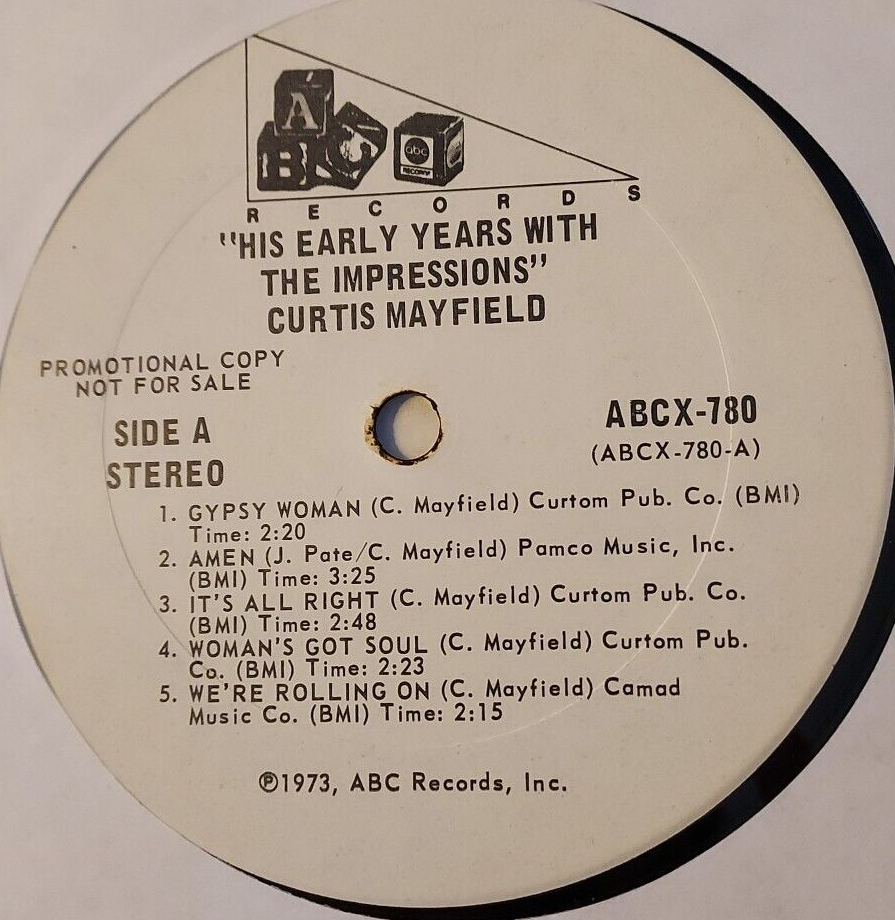 A
B C abc
RECORDS
R E C O R D S
"HIS EARLY YEARS WITH
THE IMPRESSIONS"
CURTIS MAYFIELD
PROMOTIONAL COPY
NOT FOR SALE
SIDE A
STEREO
ABCX-780
(ABCX-780-A)
1. GYPSY WOMAN (C. Mayfield) Curtom Pub. Co. (BMI)
Time: 2:20
2. AMEN (J. Pate/C. Mayfield) Pamco Music, Inc.
(BMI) Time: 3:25
3. IT'S ALL RIGHT (C. Mayfield) Curtom Pub. Co.
(BMI) Time: 2:48
4. WOMAN'S GOT SOUL (C. Mayfield) Curtom Pub.
Co. (BMI) Time: 2:23
5. WE'RE ROLLING ON (C. Mayfield) Camad
Music Co. (BMI) Time: 2:15
℗1973, ABC Records, Inc.